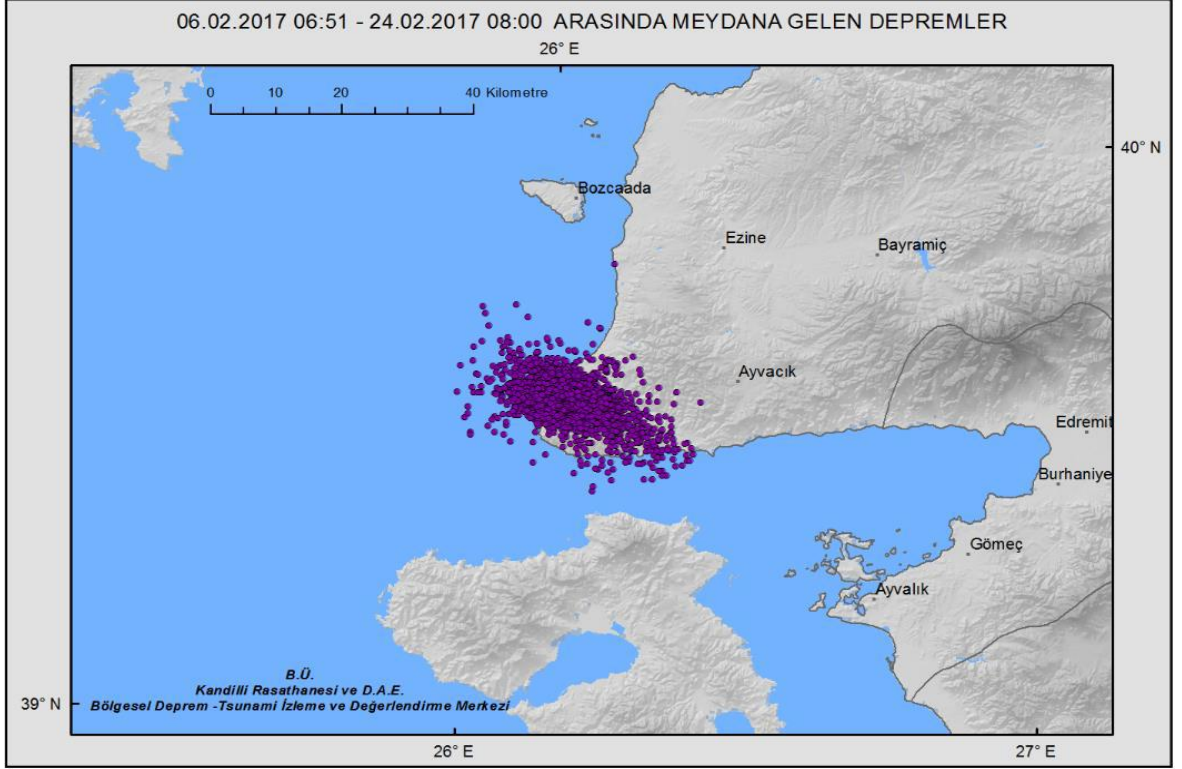 06.02.2017 06:51 - 24.02.2017 08:00 ARASINDA MEYDANA GELEN DEPREMLER
26° E
0 10 20 40 Kilometre
40° N
Bozcaada
Ezine
Bayramiç
Ayvacık
Edremit
Burhaniye
Gömeç
Ayvalık
B.Ü.
Kandilli Rasathanesi ve D.A.E.
39° N
Bölgesel Deprem -Tsunami İzleme ve Değerlendirme Merkezi
26° E 27° E